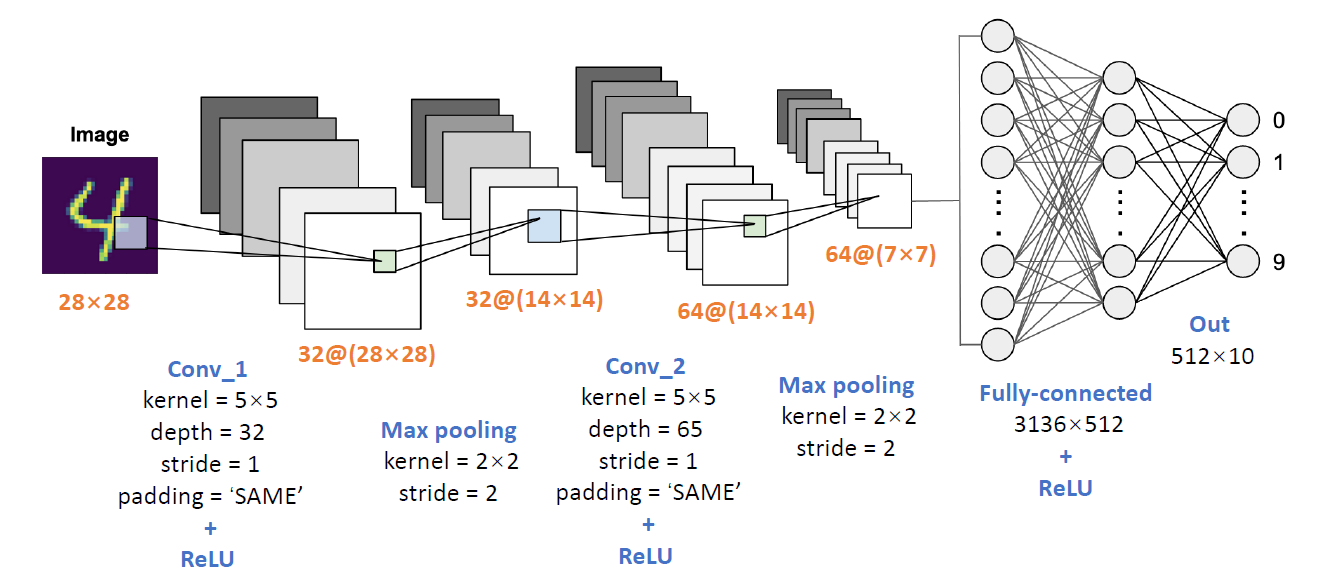 Image
28×28
32@(28×28)
Conv_1
kernel = 5×5
depth = 32
stride = 1
padding = ‘SAME’
+
ReLU
32@(14×14)
Max pooling
kernel = 2×2
stride = 2
64@(14×14)
Conv_2
kernel = 5×5
depth = 65
stride = 1
padding = ‘SAME’
+
ReLU
64@(7×7)
Max pooling
kernel = 2×2
stride = 2
Fully-connected
3136×512
+
ReLU
0
1
9
Out
512×10